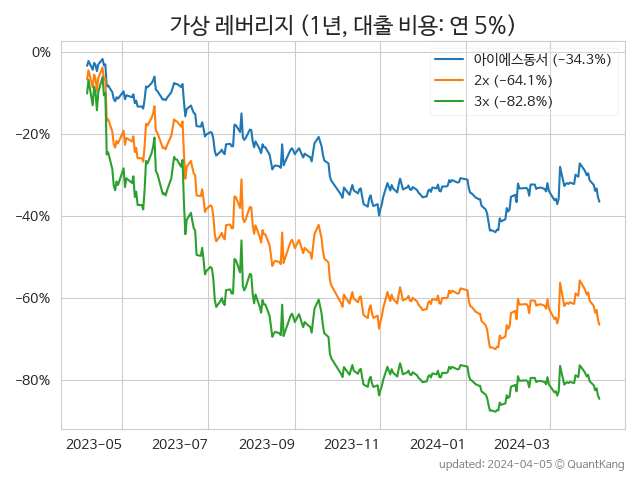 가상 레버리지 (1년, 대출 비용: 연 5%)
아이에스동서 (−34.3%)
2x (−64.1%)
3x (−82.8%)
0%
−20%
−40%
−60%
−80%
2023-05 2023-07 2023-09 2023-11 2024-01 2024-03
updated: 2024-04-05 © QuantKang